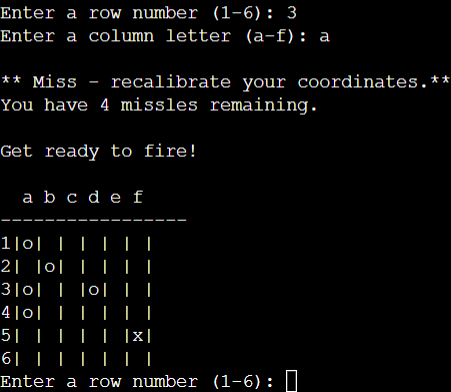 Enter a row number (1-6): 3
Enter a column letter (a-f): a
** Miss - recalibrate your coordinates.**
You have 4 missles remaining.
Get ready to fire!
  a b c d e f
-----------------
1|o| | | | | |
2| |o| | | | |
3|o| | |o| | |
4|o| | | | | |
5| | | | | |x|
6| | | | | | |
Enter a row number (1-6):